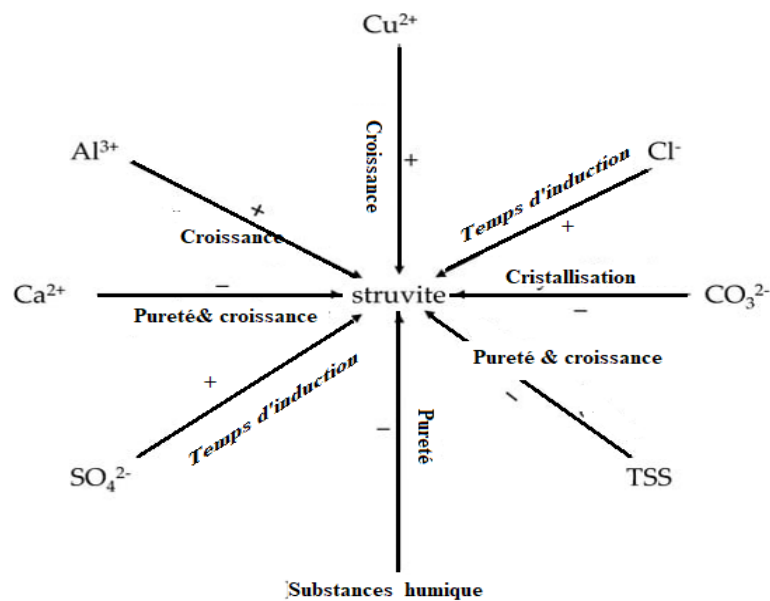 Cu²⁺
Al³⁺
Cl⁻
Croissance
+
Temps d'induction
+
+
Croissance
Cristallisation
Ca²⁺
−
struvite
CO₃²⁻
Pureté& croissance
−
Pureté & croissance
+
Temps d'induction
−
Pureté
−
SO₄²⁻
TSS
Substances humique